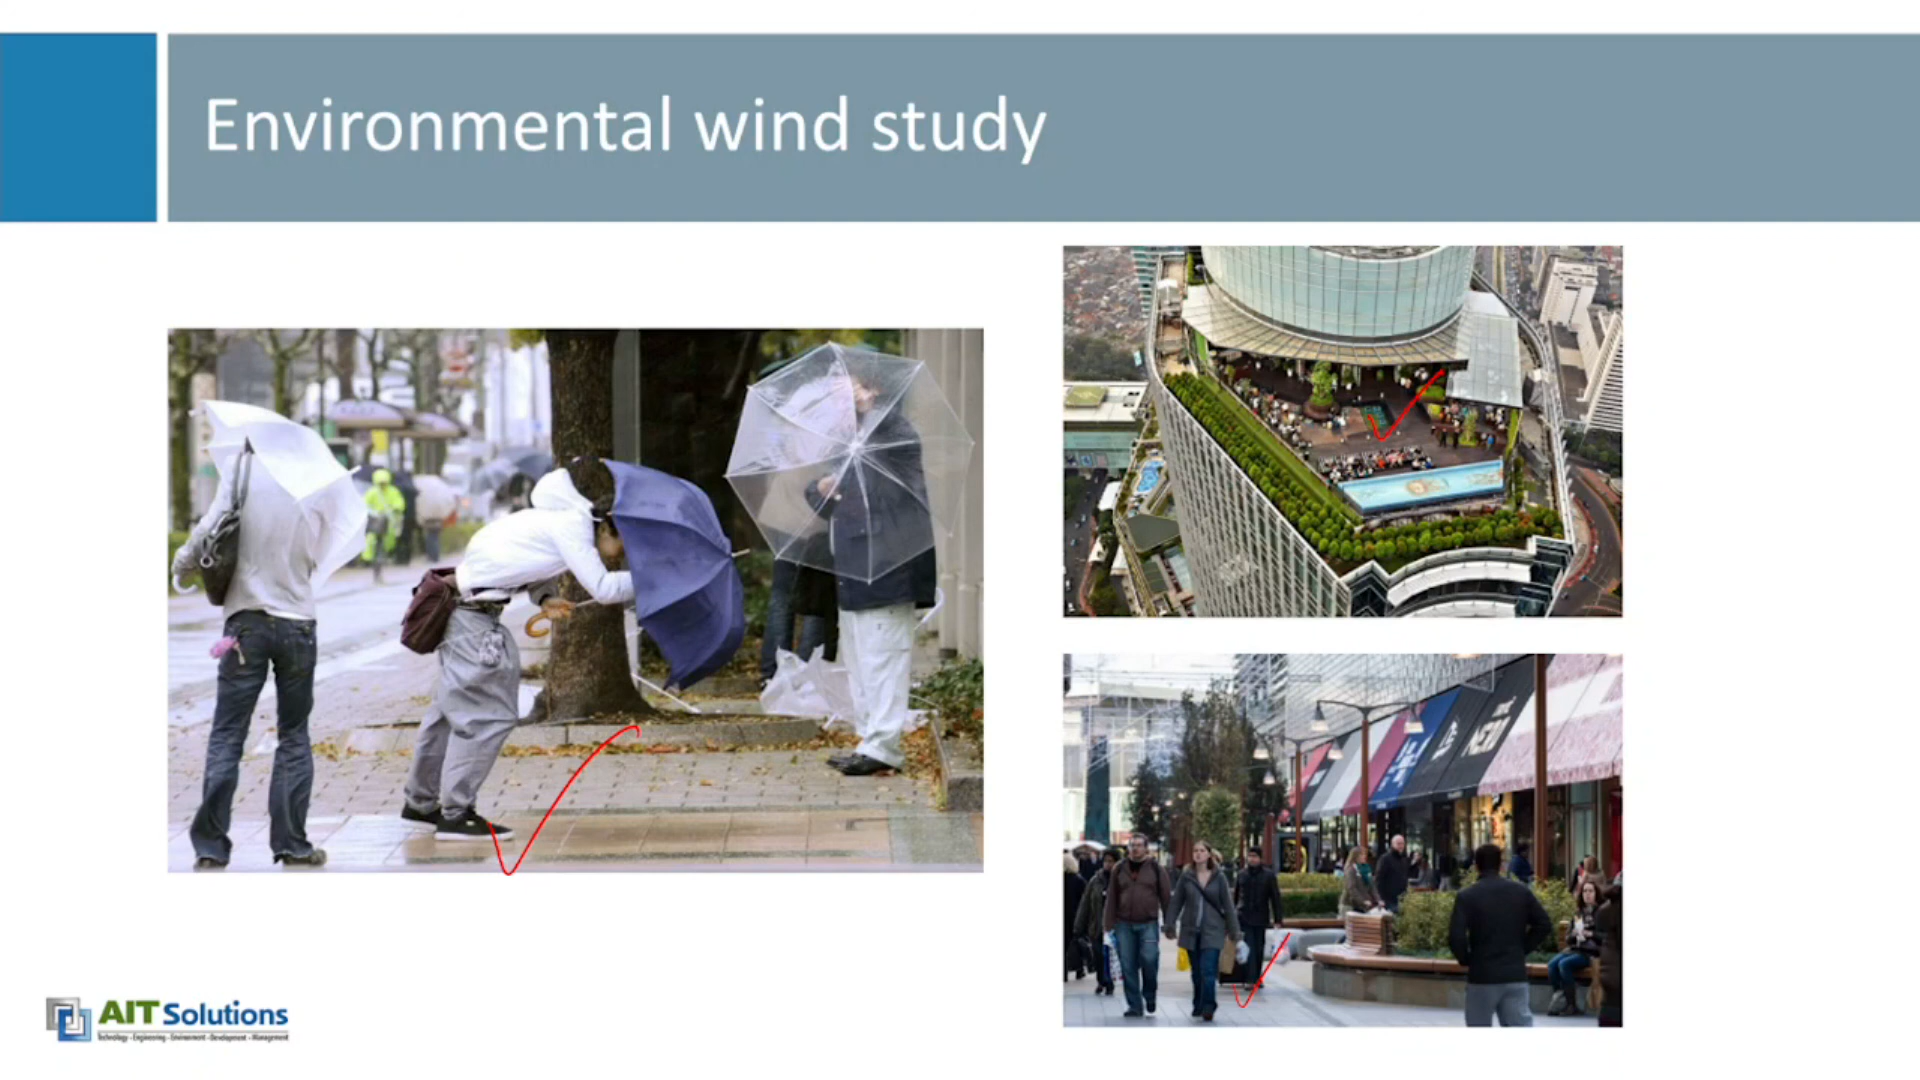 Environmental wind study
AIT Solutions
Technology - Engineering - Environment - Development - Management